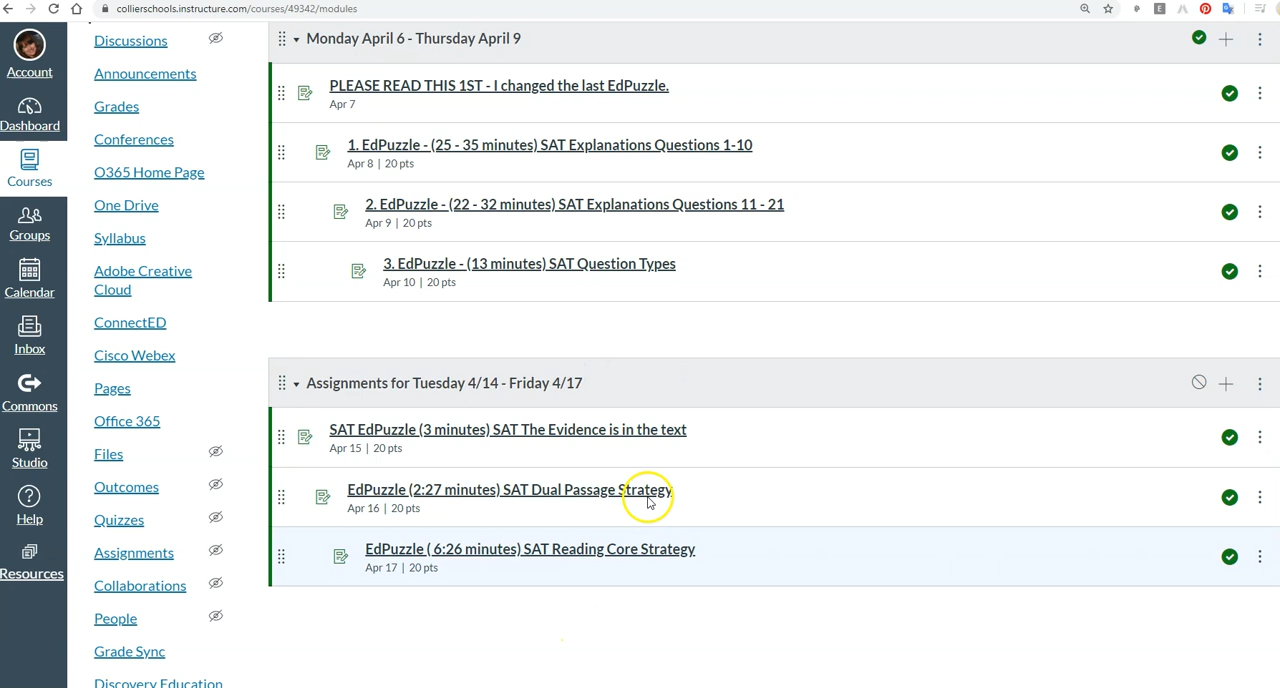 collierschools.instructure.com/courses/49342/modules
Account
Dashboard
Courses
Groups
Calendar
Inbox
Commons
Studio
Help
Resources
Discussions
Announcements
Grades
Conferences
O365 Home Page
One Drive
Syllabus
Adobe Creative
Cloud
ConnectED
Cisco Webex
Pages
Office 365
Files
Outcomes
Quizzes
Assignments
Collaborations
People
Grade Sync
Discovery Education
Monday April 6 - Thursday April 9
PLEASE READ THIS 1ST - I changed the last EdPuzzle.
Apr 7
1. EdPuzzle - (25 - 35 minutes) SAT Explanations Questions 1-10
Apr 8 | 20 pts
2. EdPuzzle - (22 - 32 minutes) SAT Explanations Questions 11 - 21
Apr 9 | 20 pts
3. EdPuzzle - (13 minutes) SAT Question Types
Apr 10 | 20 pts
Assignments for Tuesday 4/14 - Friday 4/17
SAT EdPuzzle (3 minutes) SAT The Evidence is in the text
Apr 15 | 20 pts
EdPuzzle (2:27 minutes) SAT Dual Passage Strategy
Apr 16 | 20 pts
EdPuzzle ( 6:26 minutes) SAT Reading Core Strategy
Apr 17 | 20 pts